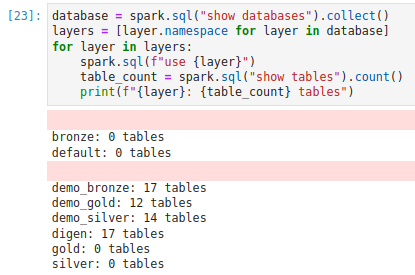 [23]: database = spark.sql("show databases").collect()
layers = [layer.namespace for layer in database]
for layer in layers:
    spark.sql(f"use {layer}")
    table_count = spark.sql("show tables").count()
    print(f"{layer}: {table_count} tables")
bronze: 0 tables
default: 0 tables
demo_bronze: 17 tables
demo_gold: 12 tables
demo_silver: 14 tables
digen: 17 tables
gold: 0 tables
silver: 0 tables